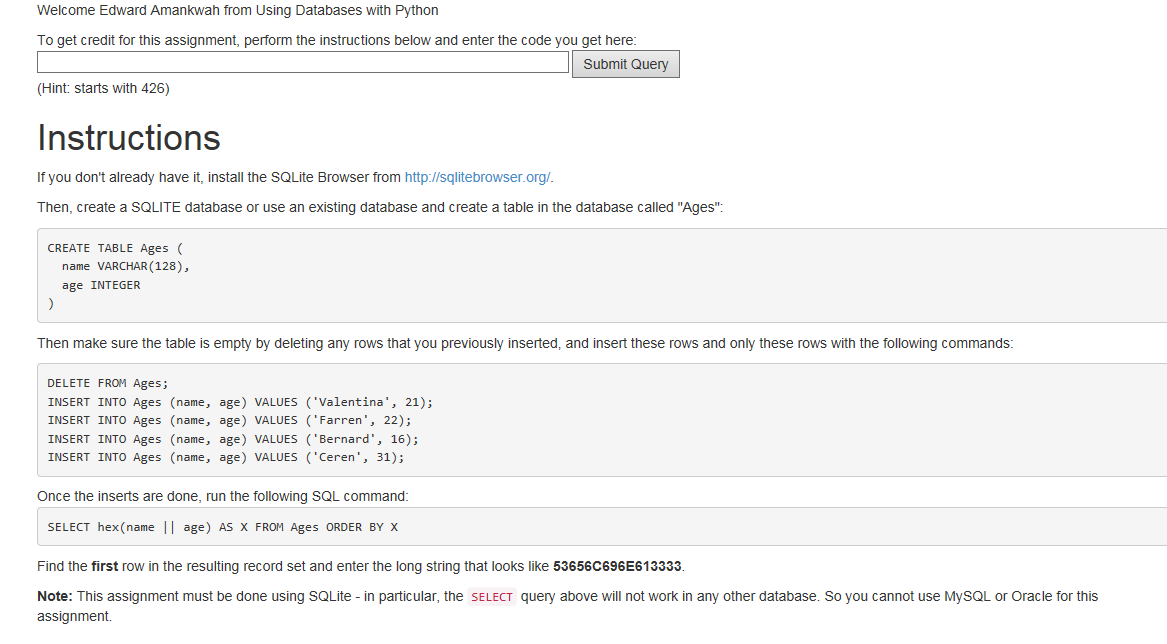 Welcome Edward Amankwah from Using Databases with Python
To get credit for this assignment, perform the instructions below and enter the code you get here:
Submit Query
(Hint: starts with 426)
Instructions
If you don't already have it, install the SQLite Browser from http://sqlitebrowser.org/.
Then, create a SQLITE database or use an existing database and create a table in the database called "Ages":
CREATE TABLE Ages (
  name VARCHAR(128),
  age INTEGER
)
Then make sure the table is empty by deleting any rows that you previously inserted, and insert these rows and only these rows with the following commands:
DELETE FROM Ages;
INSERT INTO Ages (name, age) VALUES ('Valentina', 21);
INSERT INTO Ages (name, age) VALUES ('Farren', 22);
INSERT INTO Ages (name, age) VALUES ('Bernard', 16);
INSERT INTO Ages (name, age) VALUES ('Ceren', 31);
Once the inserts are done, run the following SQL command:
SELECT hex(name || age) AS X FROM Ages ORDER BY X
Find the first row in the resulting record set and enter the long string that looks like 53656C696E613333.
Note: This assignment must be done using SQLite - in particular, the SELECT query above will not work in any other database. So you cannot use MySQL or Oracle for this
assignment.